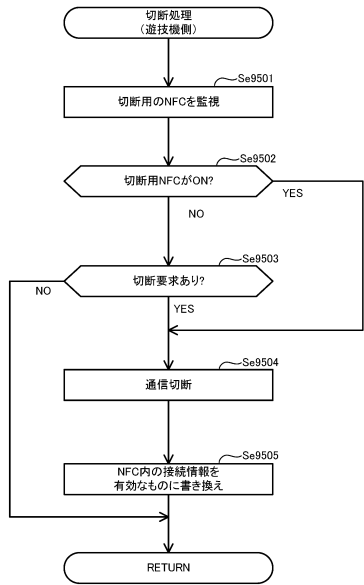 切断処理
(遊技機側)
Se9501
切断用のNFCを監視
Se9502
切断用NFCがON?
YES
NO
Se9503
切断要求あり?
NO
YES
Se9504
通信切断
Se9505
NFC内の接続情報を
有効なものに書き換え
RETURN